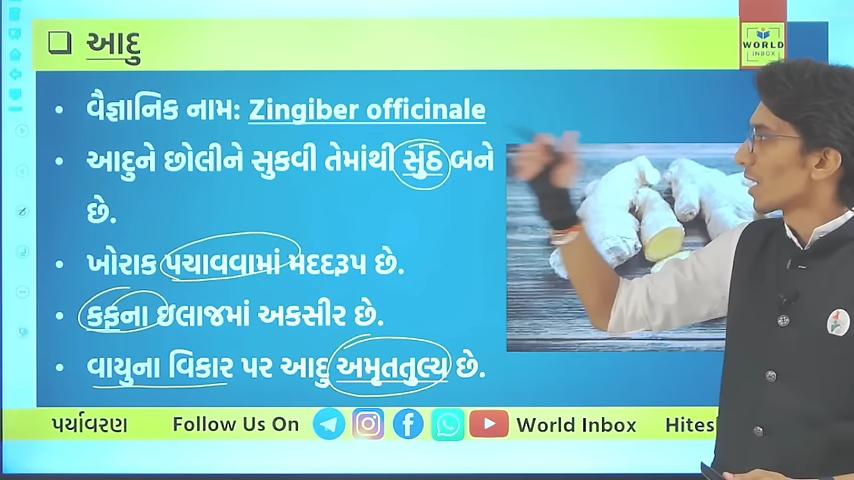 ❑ આદુ
WORLD
INBOX
• વૈજ્ઞાનિક નામ: Zingiber officinale
• આદુને છોલીને સુકવી તેમાંથી સુંઠ બને
છે.
• ખોરાક પચાવવામાં મદદરૂપ છે.
• કફના ઇલાજમાં અકસીર છે.
• વાયુના વિકાર પર આદુ અમૃતતુલ્ય છે.
પર્યાવરણ Follow Us On World Inbox Hitesh